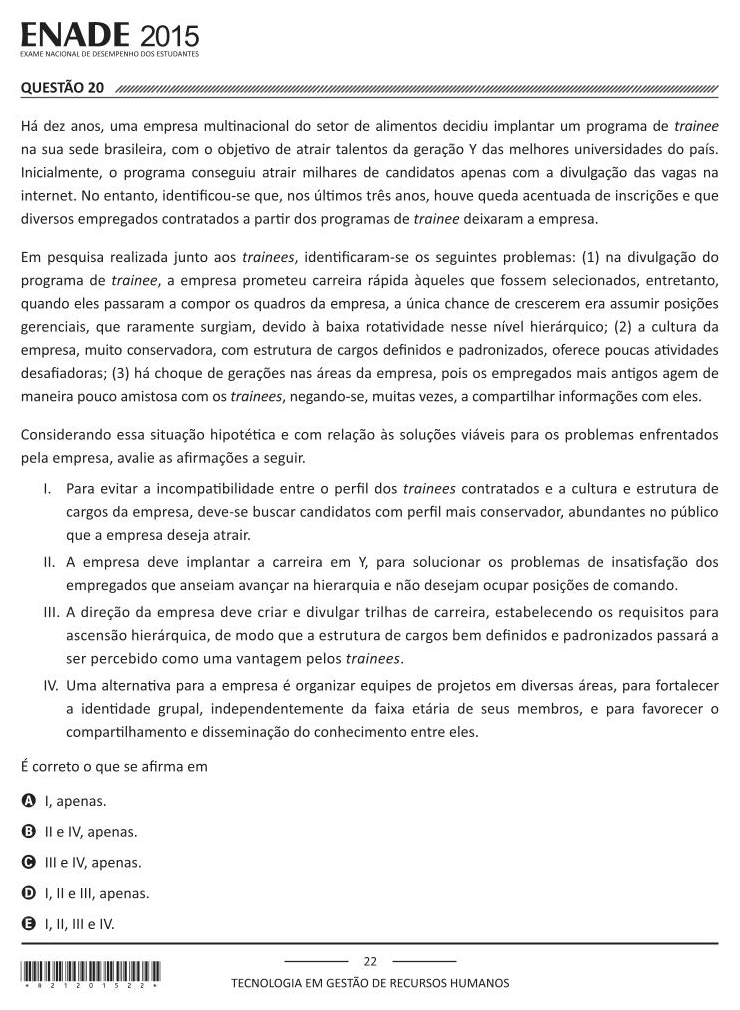 ENADE 2015
EXAME NACIONAL DE DESEMPENHO DOS ESTUDANTES
QUESTÃO 20
Há dez anos, uma empresa multinacional do setor de alimentos decidiu implantar um programa de trainee
na sua sede brasileira, com o objetivo de atrair talentos da geração Y das melhores universidades do país.
Inicialmente, o programa conseguiu atrair milhares de candidatos apenas com a divulgação das vagas na
internet. No entanto, identificou-se que, nos últimos três anos, houve queda acentuada de inscrições e que
diversos empregados contratados a partir dos programas de trainee deixaram a empresa.
Em pesquisa realizada junto aos trainees, identificaram-se os seguintes problemas: (1) na divulgação do
programa de trainee, a empresa prometeu carreira rápida àqueles que fossem selecionados, entretanto,
quando eles passaram a compor os quadros da empresa, a única chance de crescerem era assumir posições
gerenciais, que raramente surgiam, devido à baixa rotatividade nesse nível hierárquico; (2) a cultura da
empresa, muito conservadora, com estrutura de cargos definidos e padronizados, oferece poucas atividades
desafiadoras; (3) há choque de gerações nas áreas da empresa, pois os empregados mais antigos agem de
maneira pouco amistosa com os trainees, negando-se, muitas vezes, a compartilhar informações com eles.
Considerando essa situação hipotética e com relação às soluções viáveis para os problemas enfrentados
pela empresa, avalie as afirmações a seguir.
I. Para evitar a incompatibilidade entre o perfil dos trainees contratados e a cultura e estrutura de
cargos da empresa, deve-se buscar candidatos com perfil mais conservador, abundantes no público
que a empresa deseja atrair.
II. A empresa deve implantar a carreira em Y, para solucionar os problemas de insatisfação dos
empregados que anseiam avançar na hierarquia e não desejam ocupar posições de comando.
III. A direção da empresa deve criar e divulgar trilhas de carreira, estabelecendo os requisitos para
ascensão hierárquica, de modo que a estrutura de cargos bem definidos e padronizados passará a
ser percebido como uma vantagem pelos trainees.
IV. Uma alternativa para a empresa é organizar equipes de projetos em diversas áreas, para fortalecer
a identidade grupal, independentemente da faixa etária de seus membros, e para favorecer o
compartilhamento e disseminação do conhecimento entre eles.
É correto o que se afirma em
A I, apenas.
B II e IV, apenas.
C III e IV, apenas.
D I, II e III, apenas.
E I, II, III e IV.
22
TECNOLOGIA EM GESTÃO DE RECURSOS HUMANOS
* R 2 1 2 0 1 5 2 2 *